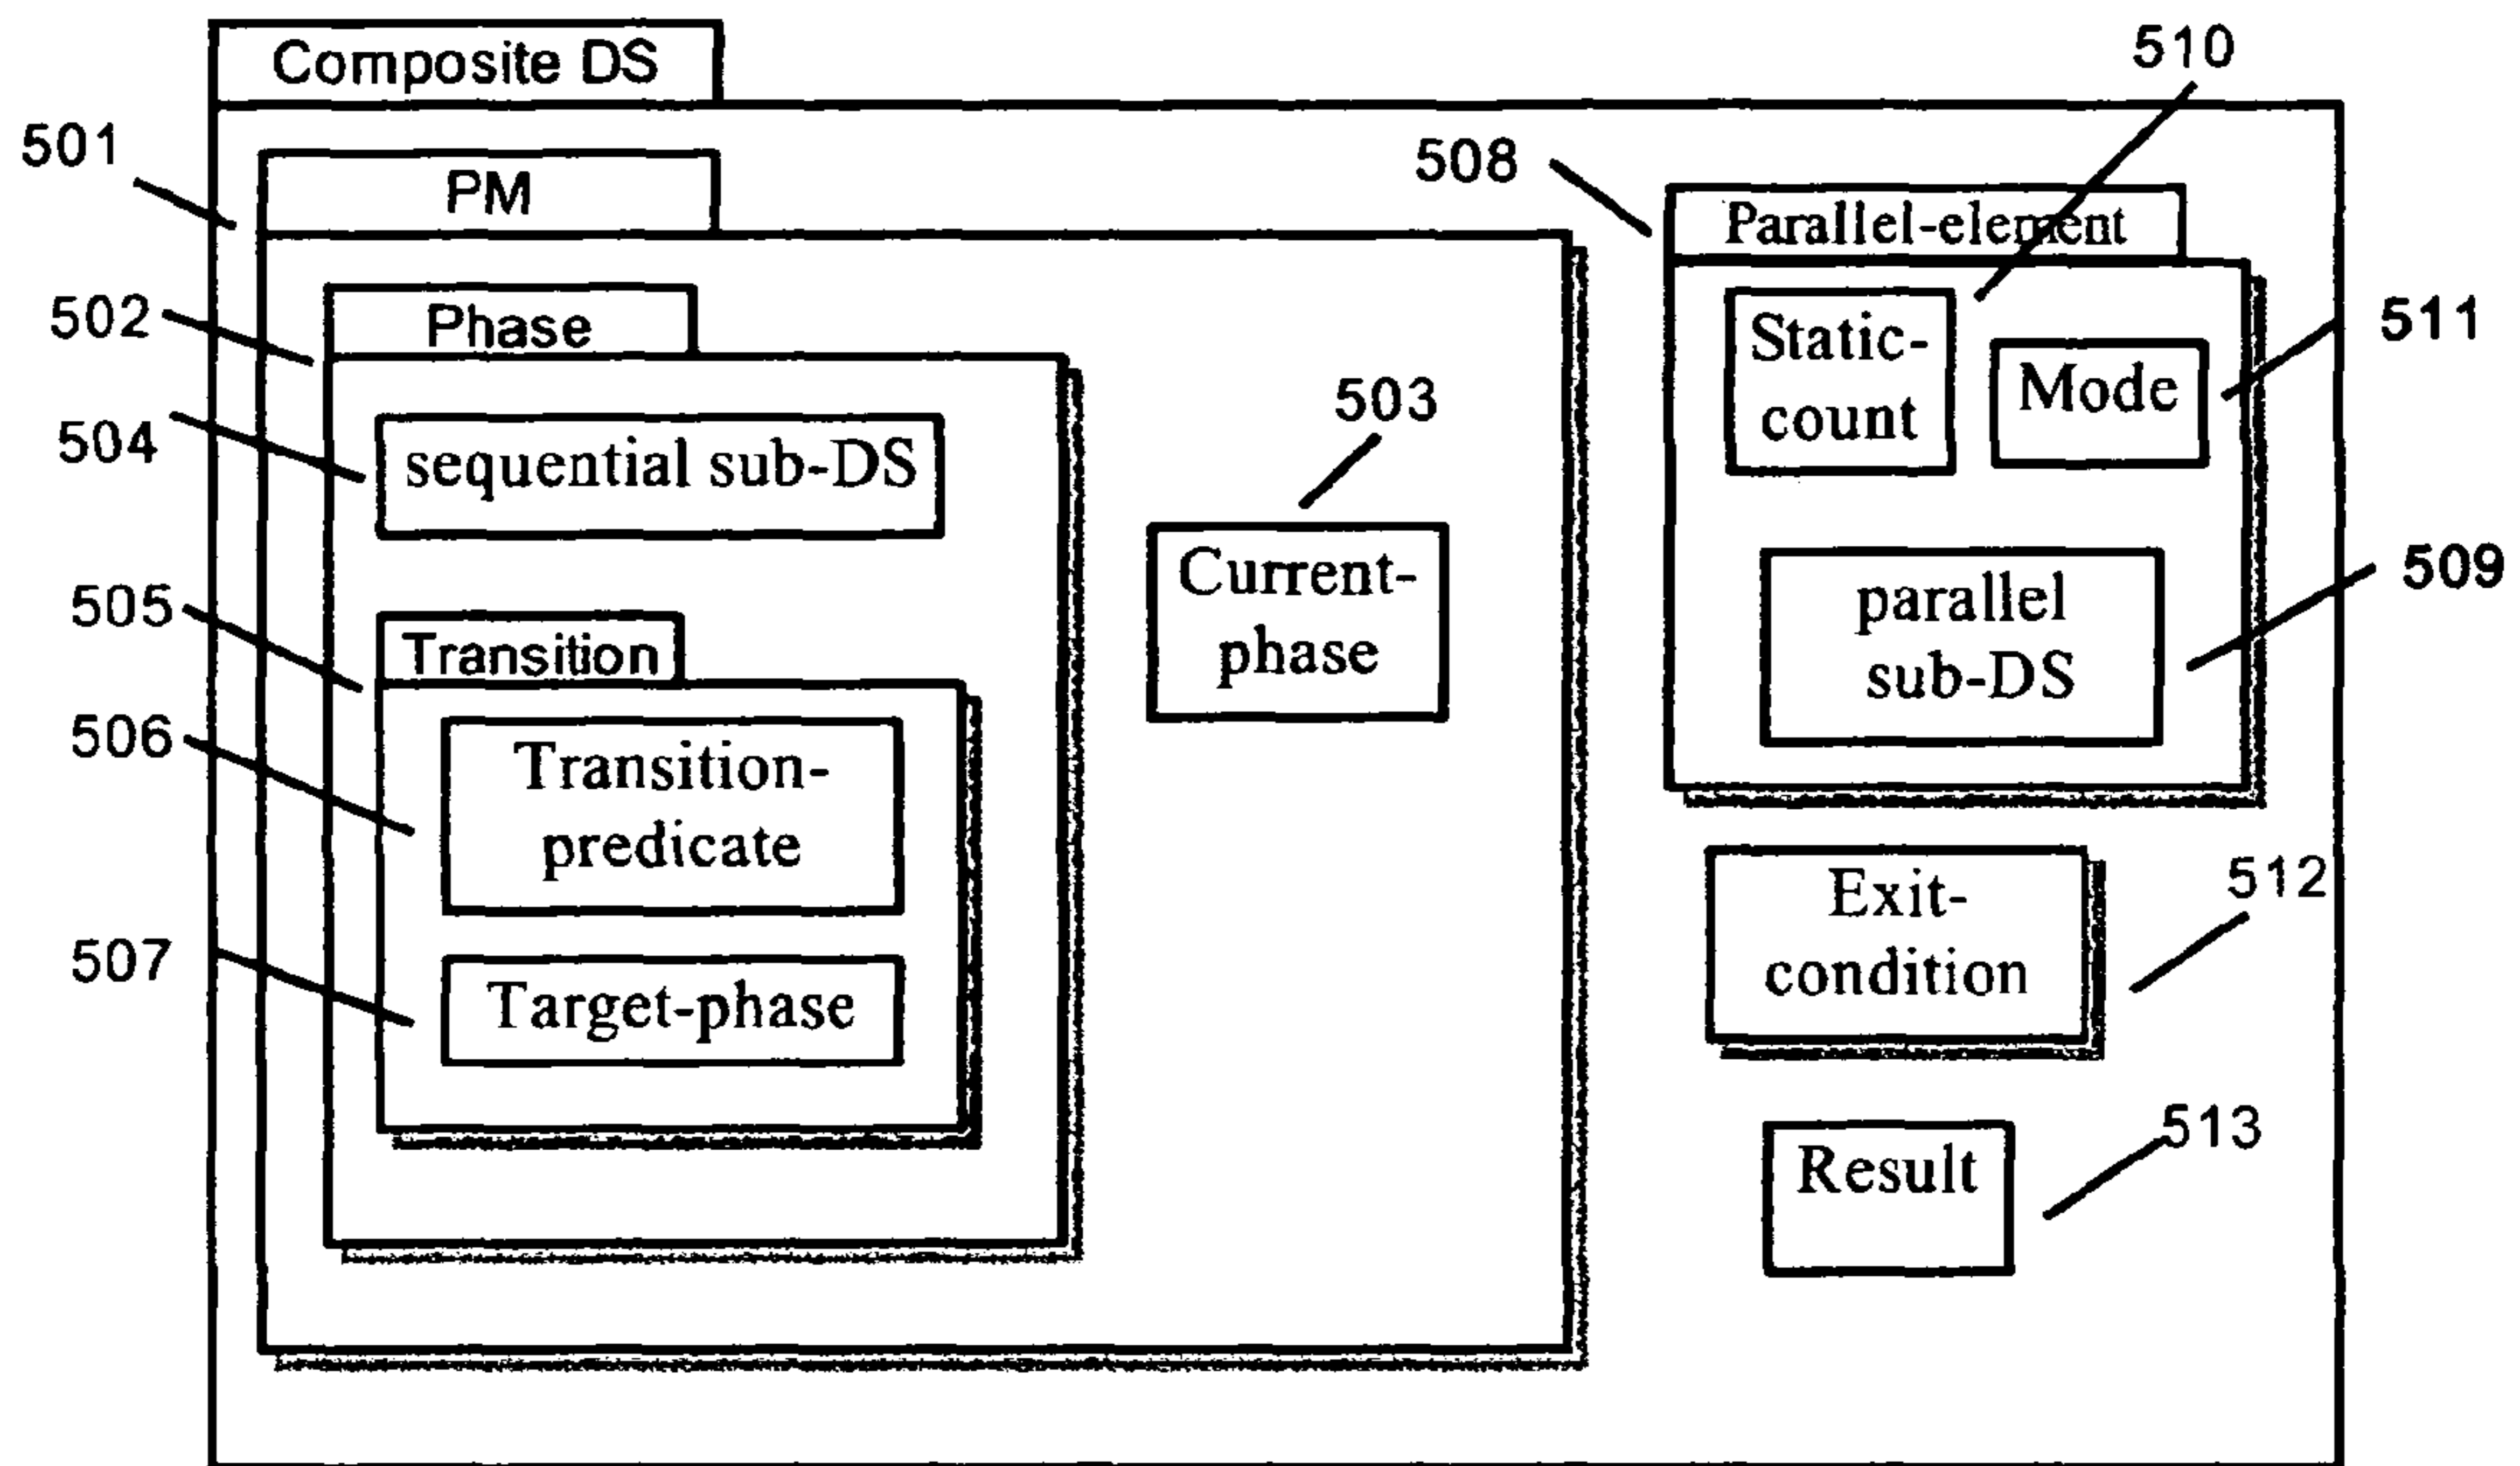 Composite DS
510
501
PM
508
Parallel-element
502
Phase
Static-
count
Mode
511
504
sequential sub-DS
503
Current-
phase
509
parallel
sub-DS
505
Transition
506
Transition-
predicate
507
Target-phase
Exit-
condition
512
Result
513